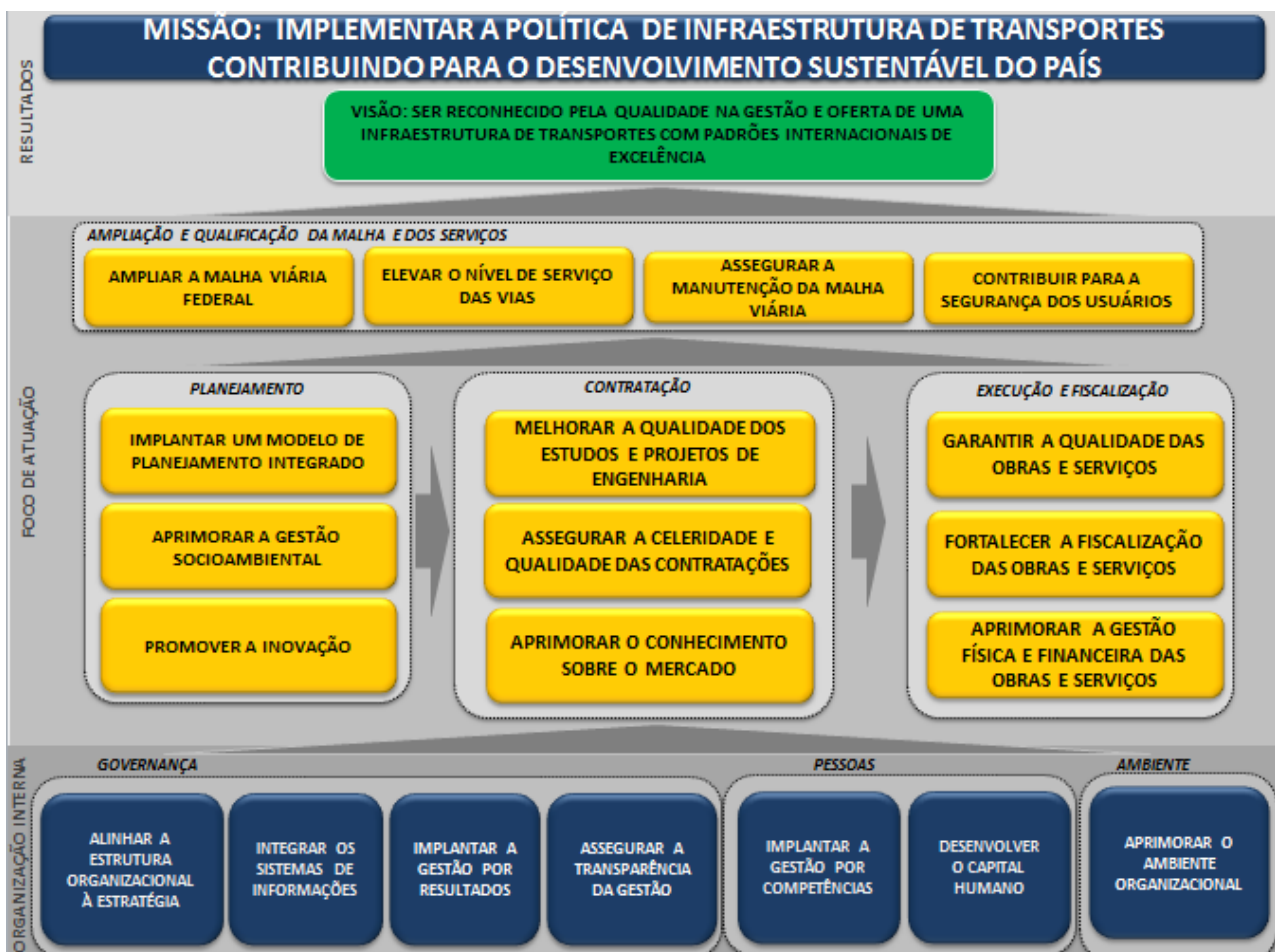 MISSÃO: IMPLEMENTAR A POLÍTICA DE INFRAESTRUTURA DE TRANSPORTES
CONTRIBUINDO PARA O DESENVOLVIMENTO SUSTENTÁVEL DO PAÍS
RESULTADOS
VISÃO: SER RECONHECIDO PELA QUALIDADE NA GESTÃO E OFERTA DE UMA
INFRAESTRUTURA DE TRANSPORTES COM PADRÕES INTERNACIONAIS DE
EXCELÊNCIA
FOCO DE ATUAÇÃO
AMPLIAÇÃO E QUALIFICAÇÃO DA MALHA E DOS SERVIÇOS
AMPLIAR A MALHA VIÁRIA
FEDERAL
ELEVAR O NÍVEL DE SERVIÇO
DAS VIAS
ASSEGURAR A
MANUTENÇÃO DA MALHA
VIÁRIA
CONTRIBUIR PARA A
SEGURANÇA DOS USUÁRIOS
PLANEJAMENTO
IMPLANTAR UM MODELO DE
PLANEJAMENTO INTEGRADO
APRIMORAR A GESTÃO
SOCIOAMBIENTAL
PROMOVER A INOVAÇÃO
CONTRATAÇÃO
MELHORAR A QUALIDADE DOS
ESTUDOS E PROJETOS DE
ENGENHARIA
ASSEGURAR A CELERIDADE E
QUALIDADE DAS CONTRATAÇÕES
APRIMORAR O CONHECIMENTO
SOBRE O MERCADO
EXECUÇÃO E FISCALIZAÇÃO
GARANTIR A QUALIDADE DAS
OBRAS E SERVIÇOS
FORTALECER A FISCALIZAÇÃO
DAS OBRAS E SERVIÇOS
APRIMORAR A GESTÃO
FÍSICA E FINANCEIRA DAS
OBRAS E SERVIÇOS
ORGANIZAÇÃO INTERNA
GOVERNANÇA
ALINHAR A
ESTRUTURA
ORGANIZACIONAL
À ESTRATÉGIA
INTEGRAR OS
SISTEMAS DE
INFORMAÇÕES
IMPLANTAR A
GESTÃO POR
RESULTADOS
ASSEGURAR A
TRANSPARÊNCIA
DA GESTÃO
PESSOAS
IMPLANTAR A
GESTÃO POR
COMPETÊNCIAS
DESENVOLVER
O CAPITAL
HUMANO
AMBIENTE
APRIMORAR O
AMBIENTE
ORGANIZACIONAL